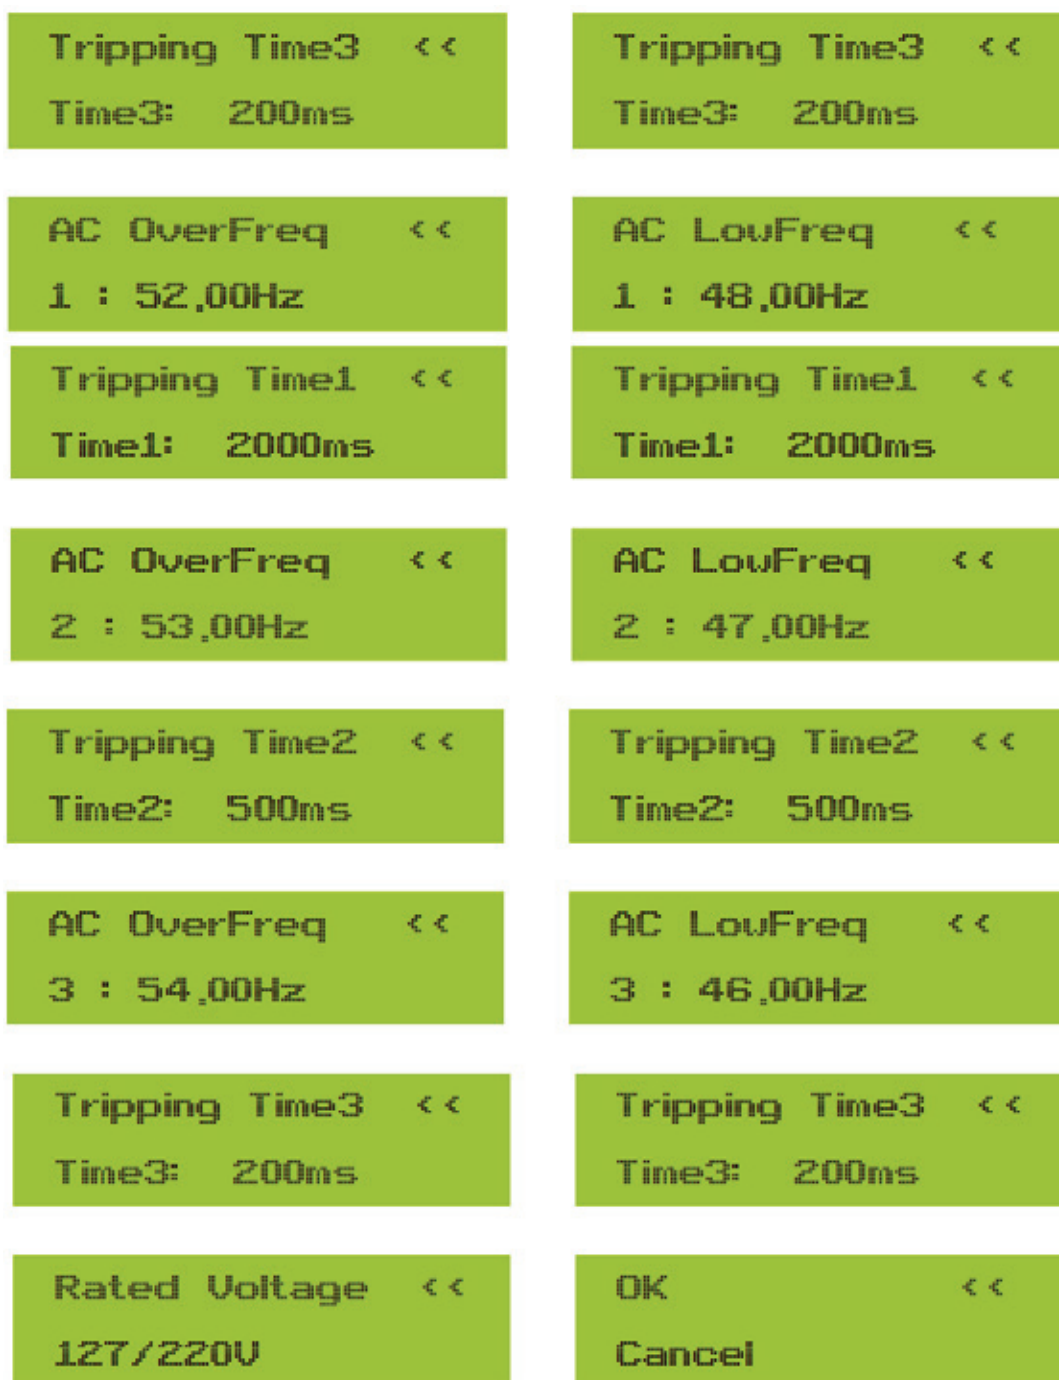 Tripping Time3 <<
Time3: 200ms
Tripping Time3 <<
Time3: 200ms
AC OverFreq <<
1 : 52.00Hz
AC LowFreq <<
1 : 48.00Hz
Tripping Time1 <<
Time1: 2000ms
Tripping Time1 <<
Time1: 2000ms
AC OverFreq <<
2 : 53.00Hz
AC LowFreq <<
2 : 47.00Hz
Tripping Time2 <<
Time2: 500ms
Tripping Time2 <<
Time2: 500ms
AC OverFreq <<
3 : 54.00Hz
AC LowFreq <<
3 : 46.00Hz
Tripping Time3 <<
Time3: 200ms
Tripping Time3 <<
Time3: 200ms
Rated Voltage <<
127/220V
OK <<
Cancel